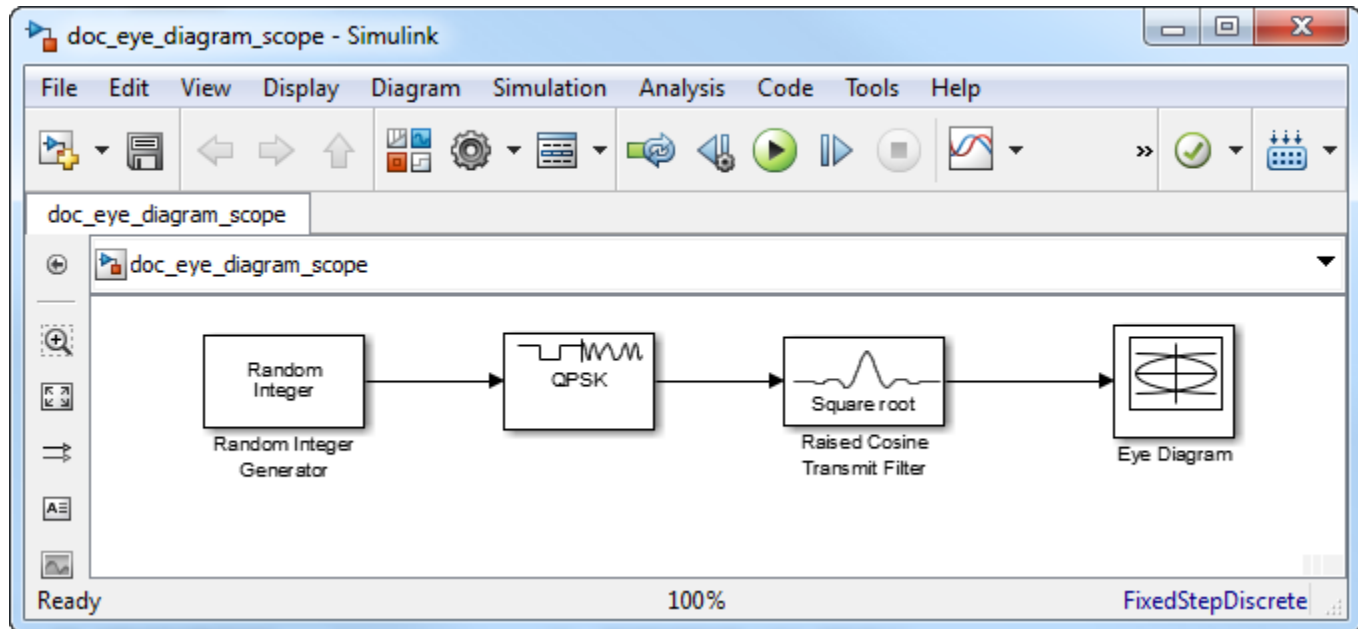 doc_eye_diagram_scope - Simulink
File Edit View Display Diagram Simulation Analysis Code Tools Help
»
doc_eye_diagram_scope
doc_eye_diagram_scope
Random
Integer
Random Integer
Generator
QPSK
Square root
Raised Cosine
Transmit Filter
Eye Diagram
A
Ready 100% FixedStepDiscrete